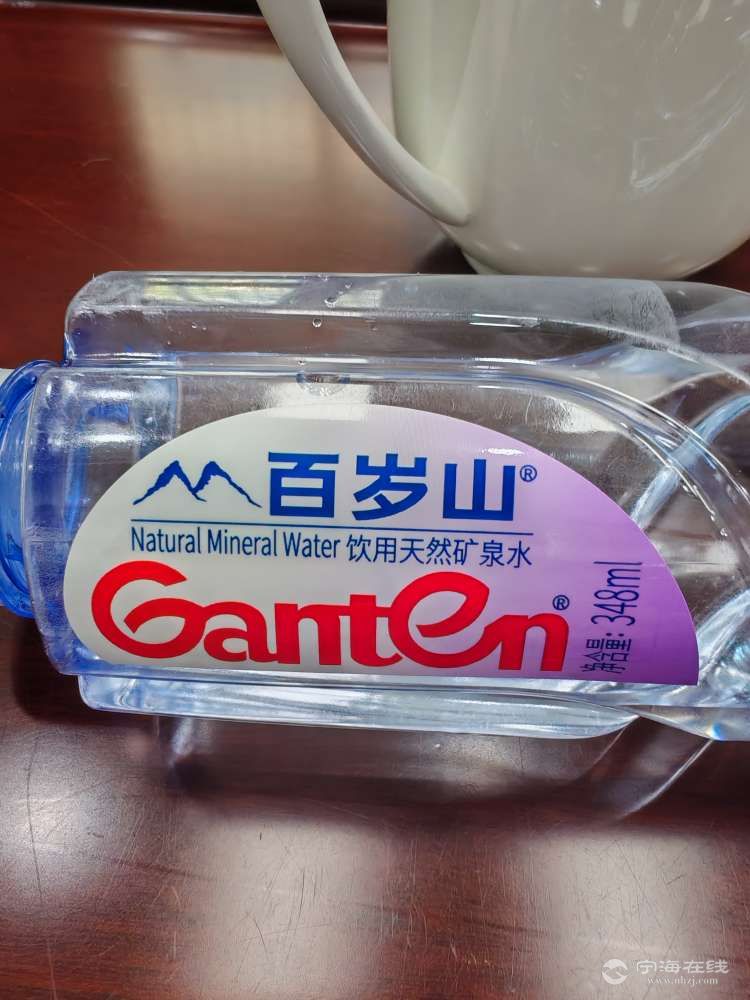 百岁山®
Natural Mineral Water 饮用天然矿泉水
Ganten®
净含量: 348ml
宁海在线
www.nhzj.com